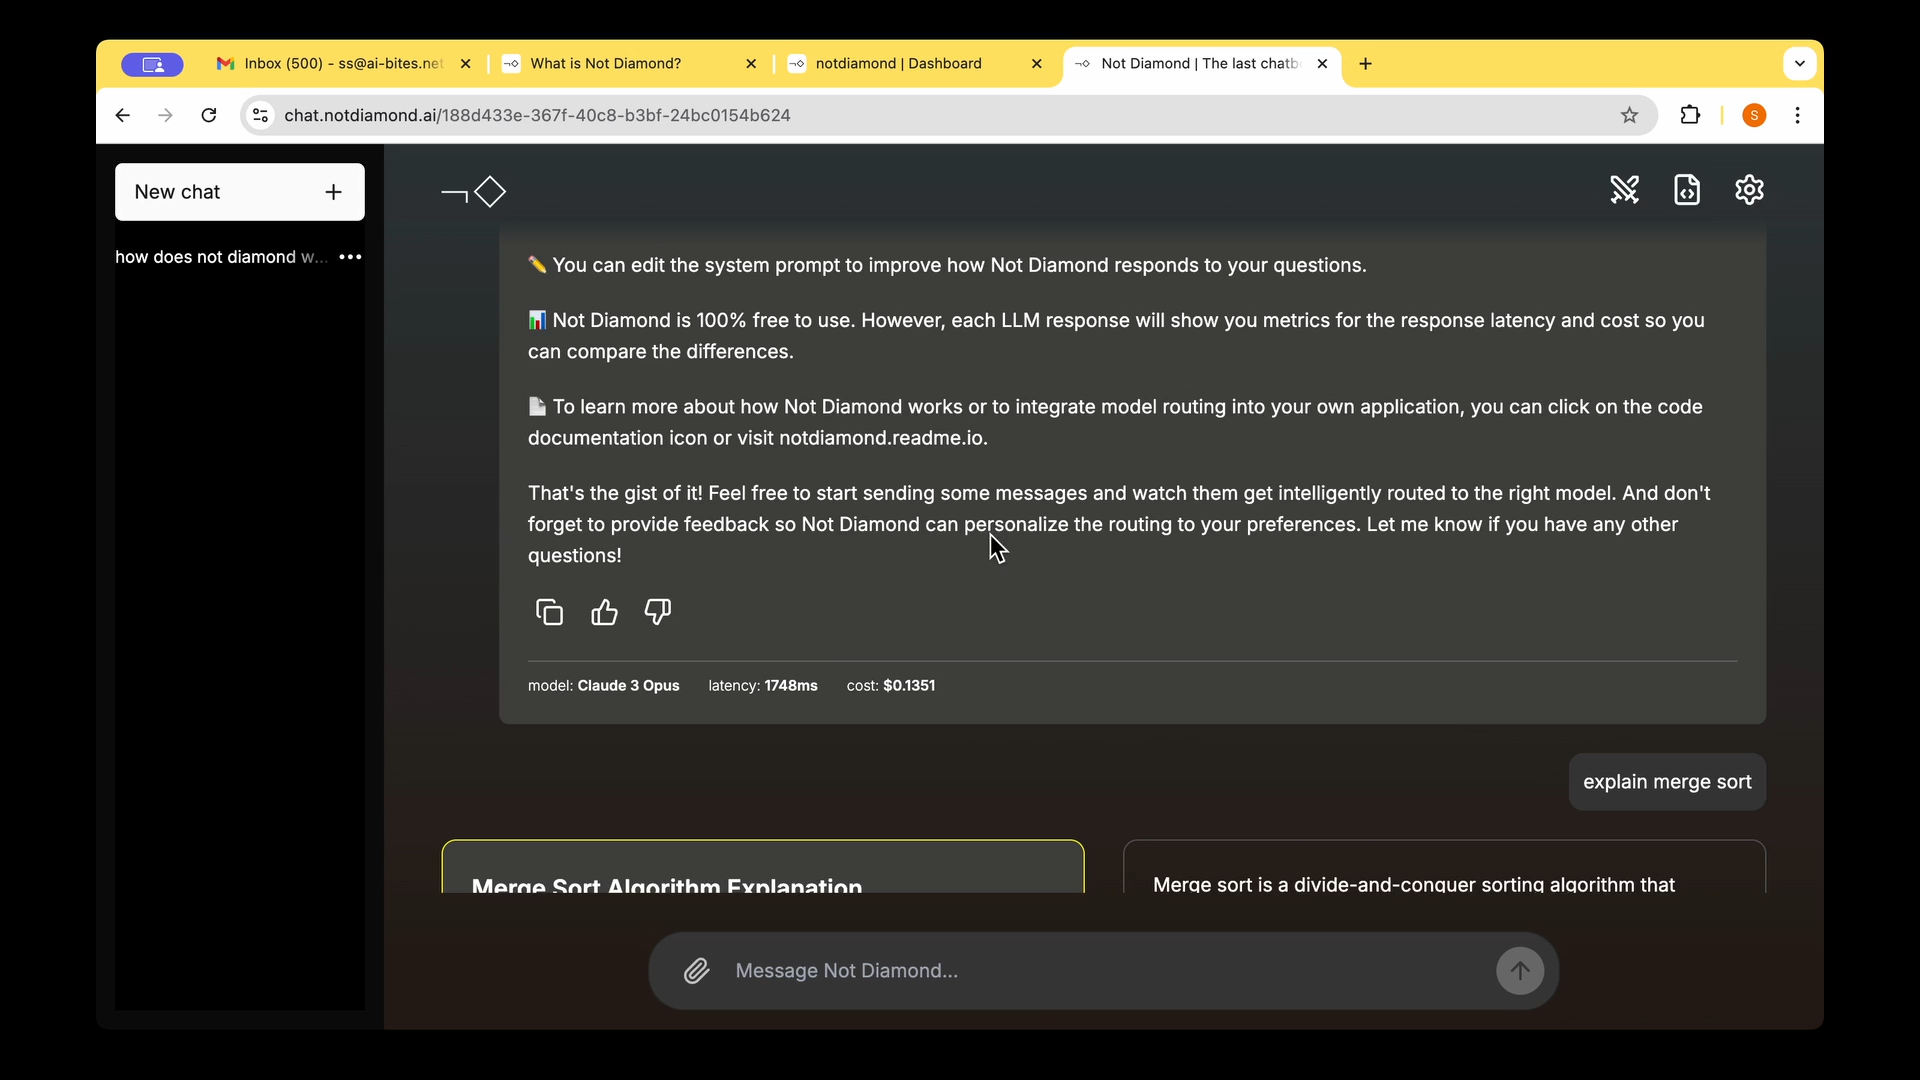 Inbox (500) - ss@ai-bites.net
What is Not Diamond?
notdiamond | Dashboard
Not Diamond | The last chatb
chat.notdiamond.ai/188d433e-367f-40c8-b3bf-24bc0154b624
S
New chat
how does not diamond w...
✏️ You can edit the system prompt to improve how Not Diamond responds to your questions.
📊 Not Diamond is 100% free to use. However, each LLM response will show you metrics for the response latency and cost so you
can compare the differences.
📄 To learn more about how Not Diamond works or to integrate model routing into your own application, you can click on the code
documentation icon or visit notdiamond.readme.io.
That's the gist of it! Feel free to start sending some messages and watch them get intelligently routed to the right model. And don't
forget to provide feedback so Not Diamond can personalize the routing to your preferences. Let me know if you have any other
questions!
model: Claude 3 Opus latency: 1748ms cost: $0.1351
explain merge sort
Merge Sort Algorithm Explanation
Merge sort is a divide-and-conquer sorting algorithm that
Message Not Diamond...